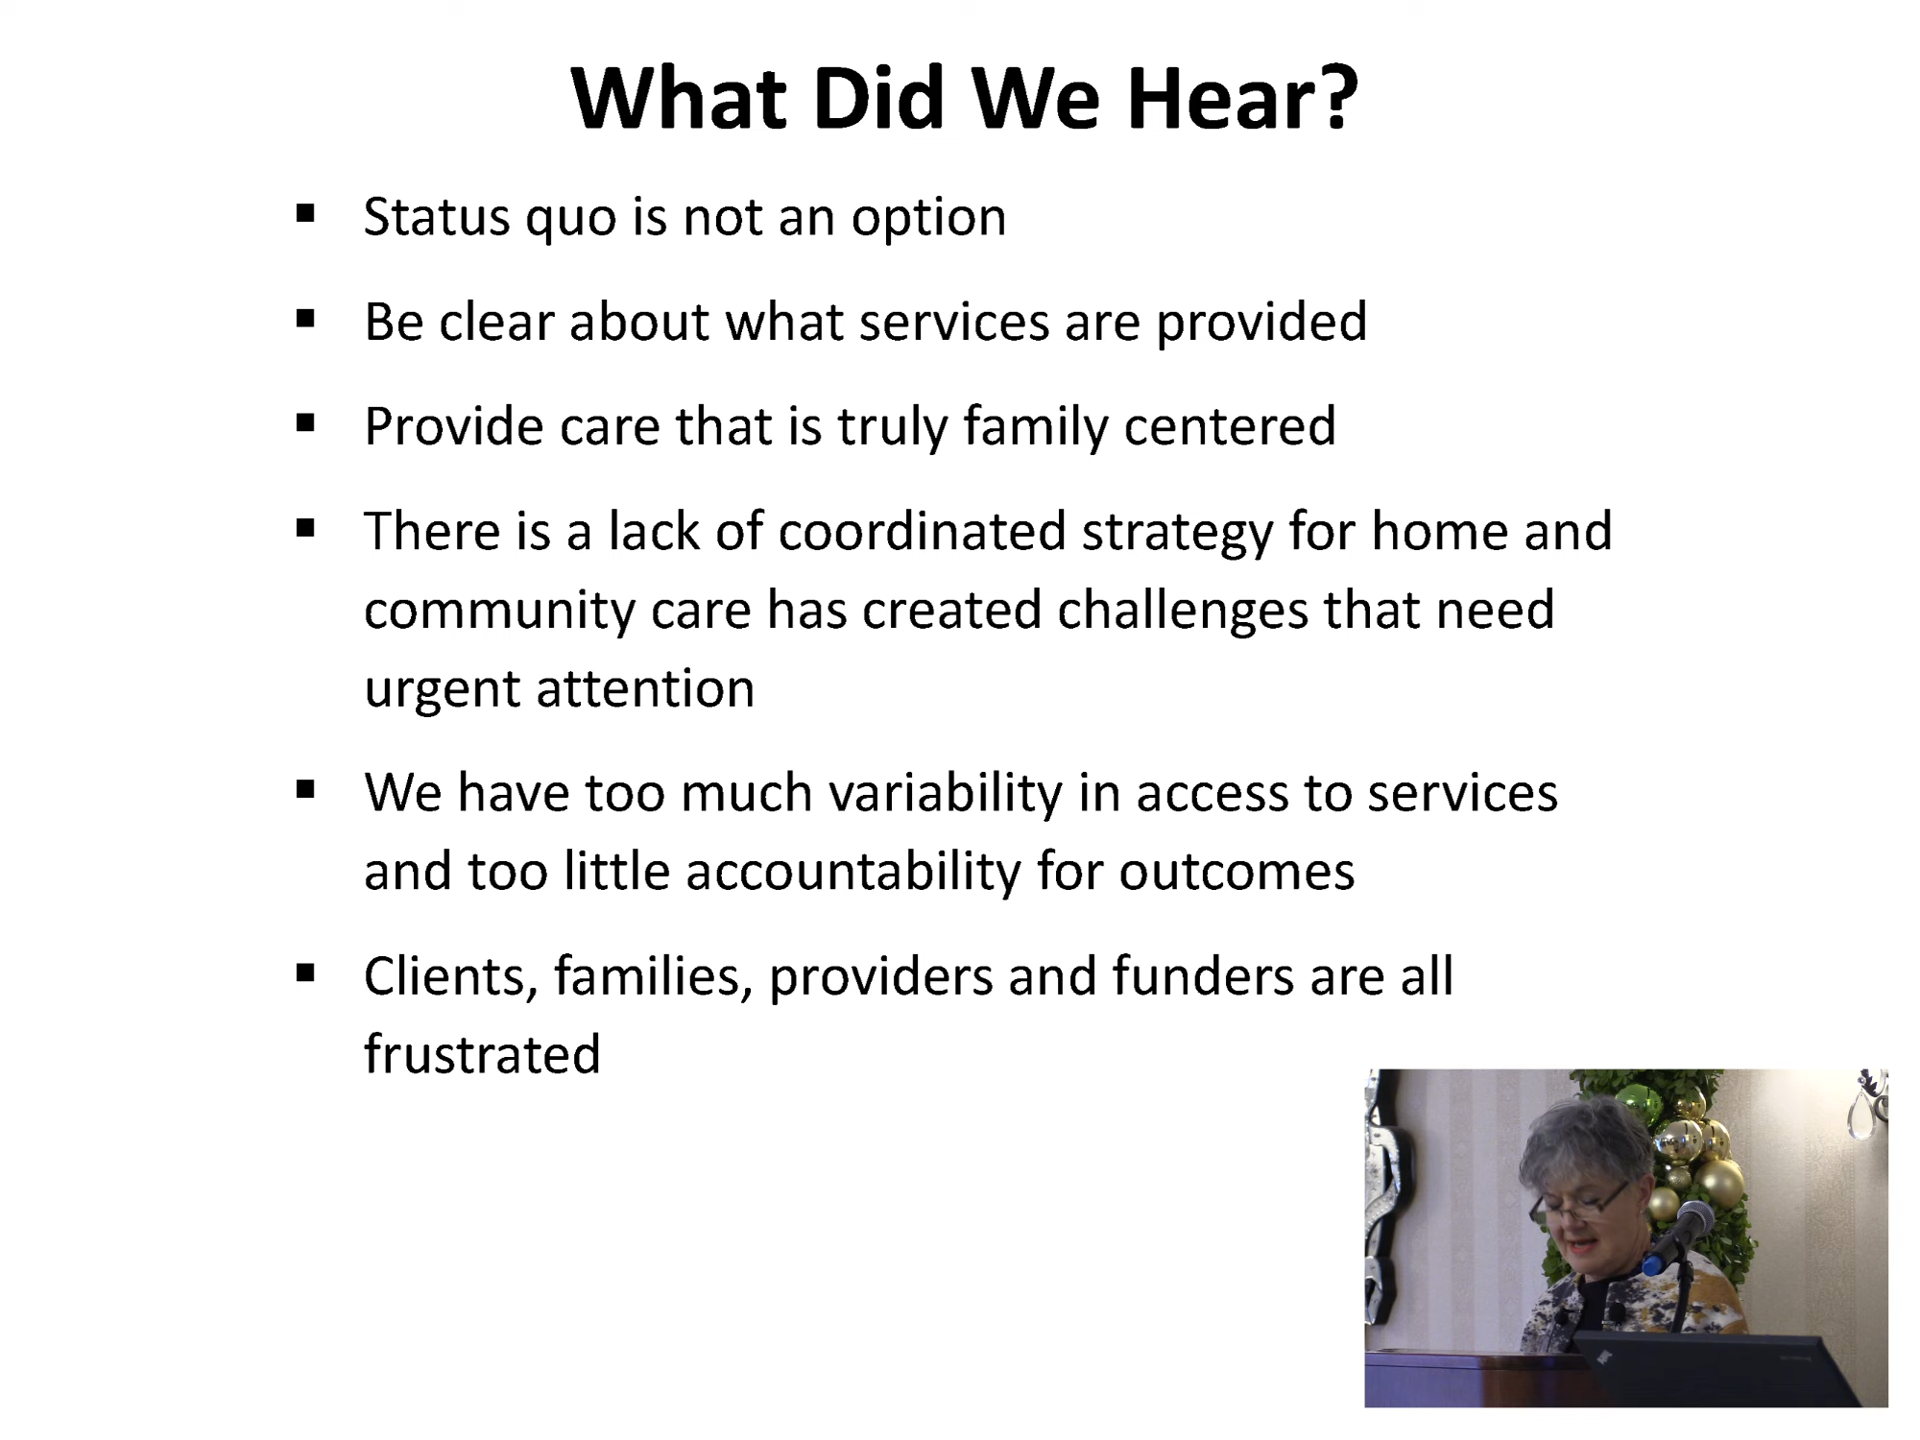 What Did We Hear?
▪ Status quo is not an option
▪ Be clear about what services are provided
▪ Provide care that is truly family centered
▪ There is a lack of coordinated strategy for home and
community care has created challenges that need
urgent attention
▪ We have too much variability in access to services
and too little accountability for outcomes
▪ Clients, families, providers and funders are all
frustrated